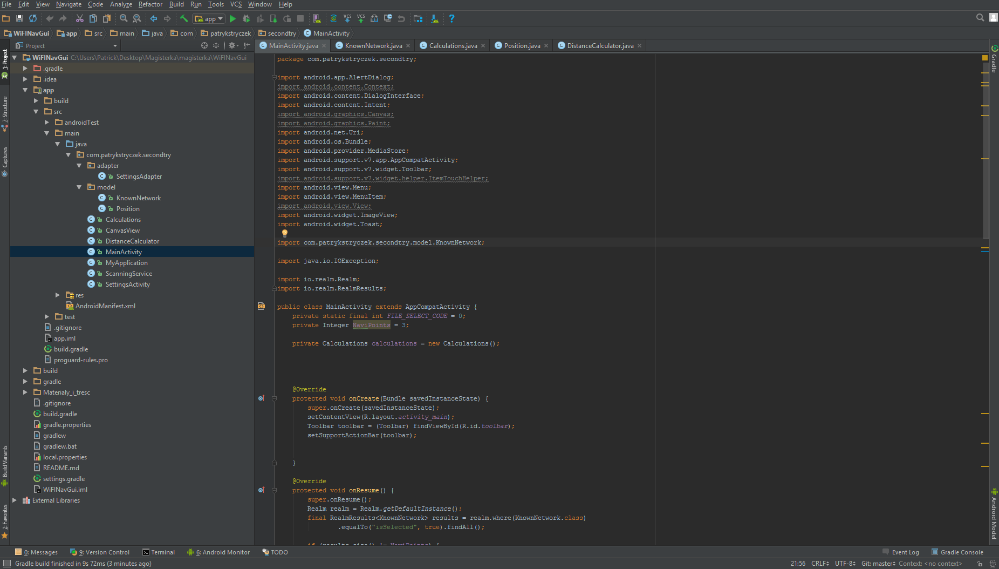 File Edit View Navigate Code Analyze Refactor Build Run Tools VCS Window Help
app VCS VCS ?
WiFINavGui app src main java com patrykstryczek secondtry MainActivity
Project
MainActivity.java KnownNetwork.java Calculations.java Position.java DistanceCalculator.java
1: Project
7: Structure
Captures
Build Variants
2: Favorites
WiFINavGui C:\Users\Patrick\Desktop\Magisterka\magisterka\WiFINavGui
.gradle
.idea
app
build
src
androidTest
main
java
com.patrykstryczek.secondtry
adapter
SettingsAdapter
model
KnownNetwork
Position
Calculations
CanvasView
DistanceCalculator
MainActivity
MyApplication
ScanningService
SettingsActivity
res
AndroidManifest.xml
test
.gitignore
app.iml
build.gradle
proguard-rules.pro
build
gradle
Materialy_i_tresc
.gitignore
build.gradle
gradle.properties
gradlew
gradlew.bat
local.properties
README.md
settings.gradle
WiFINavGui.iml
External Libraries
package com.patrykstryczek.secondtry;
import android.app.AlertDialog;
import android.content.Context;
import android.content.DialogInterface;
import android.content.Intent;
import android.graphics.Canvas;
import android.graphics.Paint;
import android.net.Uri;
import android.os.Bundle;
import android.provider.MediaStore;
import android.support.v7.app.AppCompatActivity;
import android.support.v7.widget.Toolbar;
import android.support.v7.widget.helper.ItemTouchHelper;
import android.view.Menu;
import android.view.MenuItem;
import android.view.View;
import android.widget.ImageView;
import android.widget.Toast;
import com.patrykstryczek.secondtry.model.KnownNetwork;
import java.io.IOException;
import io.realm.Realm;
import io.realm.RealmResults;
public class MainActivity extends AppCompatActivity {
private static final int FILE_SELECT_CODE = 0;
private Integer NaviPoints = 3;
private Calculations calculations = new Calculations();
@Override
protected void onCreate(Bundle savedInstanceState) {
super.onCreate(savedInstanceState);
setContentView(R.layout.activity_main);
Toolbar toolbar = (Toolbar) findViewById(R.id.toolbar);
setSupportActionBar(toolbar);
}
@Override
protected void onResume() {
super.onResume();
Realm realm = Realm.getDefaultInstance();
final RealmResults<KnownNetwork> results = realm.where(KnownNetwork.class)
.equalTo("isSelected", true).findAll();
if (results.size() != NaviPoints) {
Gradle
Android Model
0: Messages 9: Version Control Terminal 6: Android Monitor TODO Event Log Gradle Console
Gradle build finished in 9s 72ms (3 minutes ago) 21:56 CRLF UTF-8 Git: master Context: <no context>